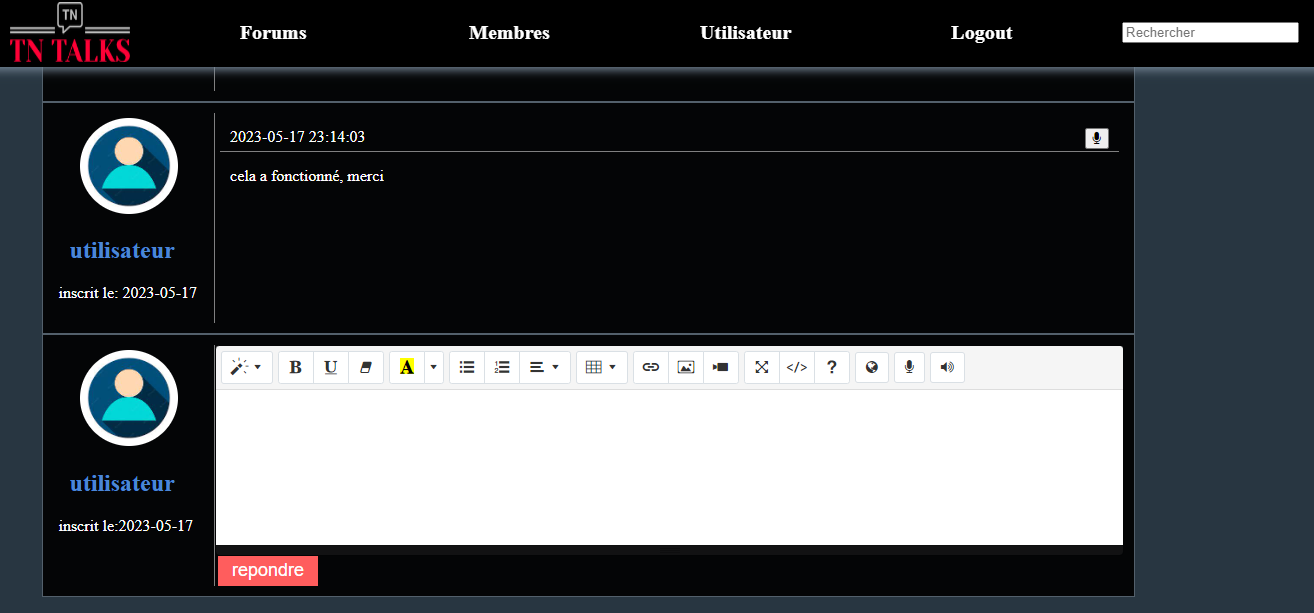 TN
TN TALKS
Forums
Membres
Utilisateur
Logout
Rechercher
2023-05-17 23:14:03
cela a fonctionné, merci
utilisateur
inscrit le: 2023-05-17
B
U
A
</>
?
utilisateur
inscrit le:2023-05-17
repondre